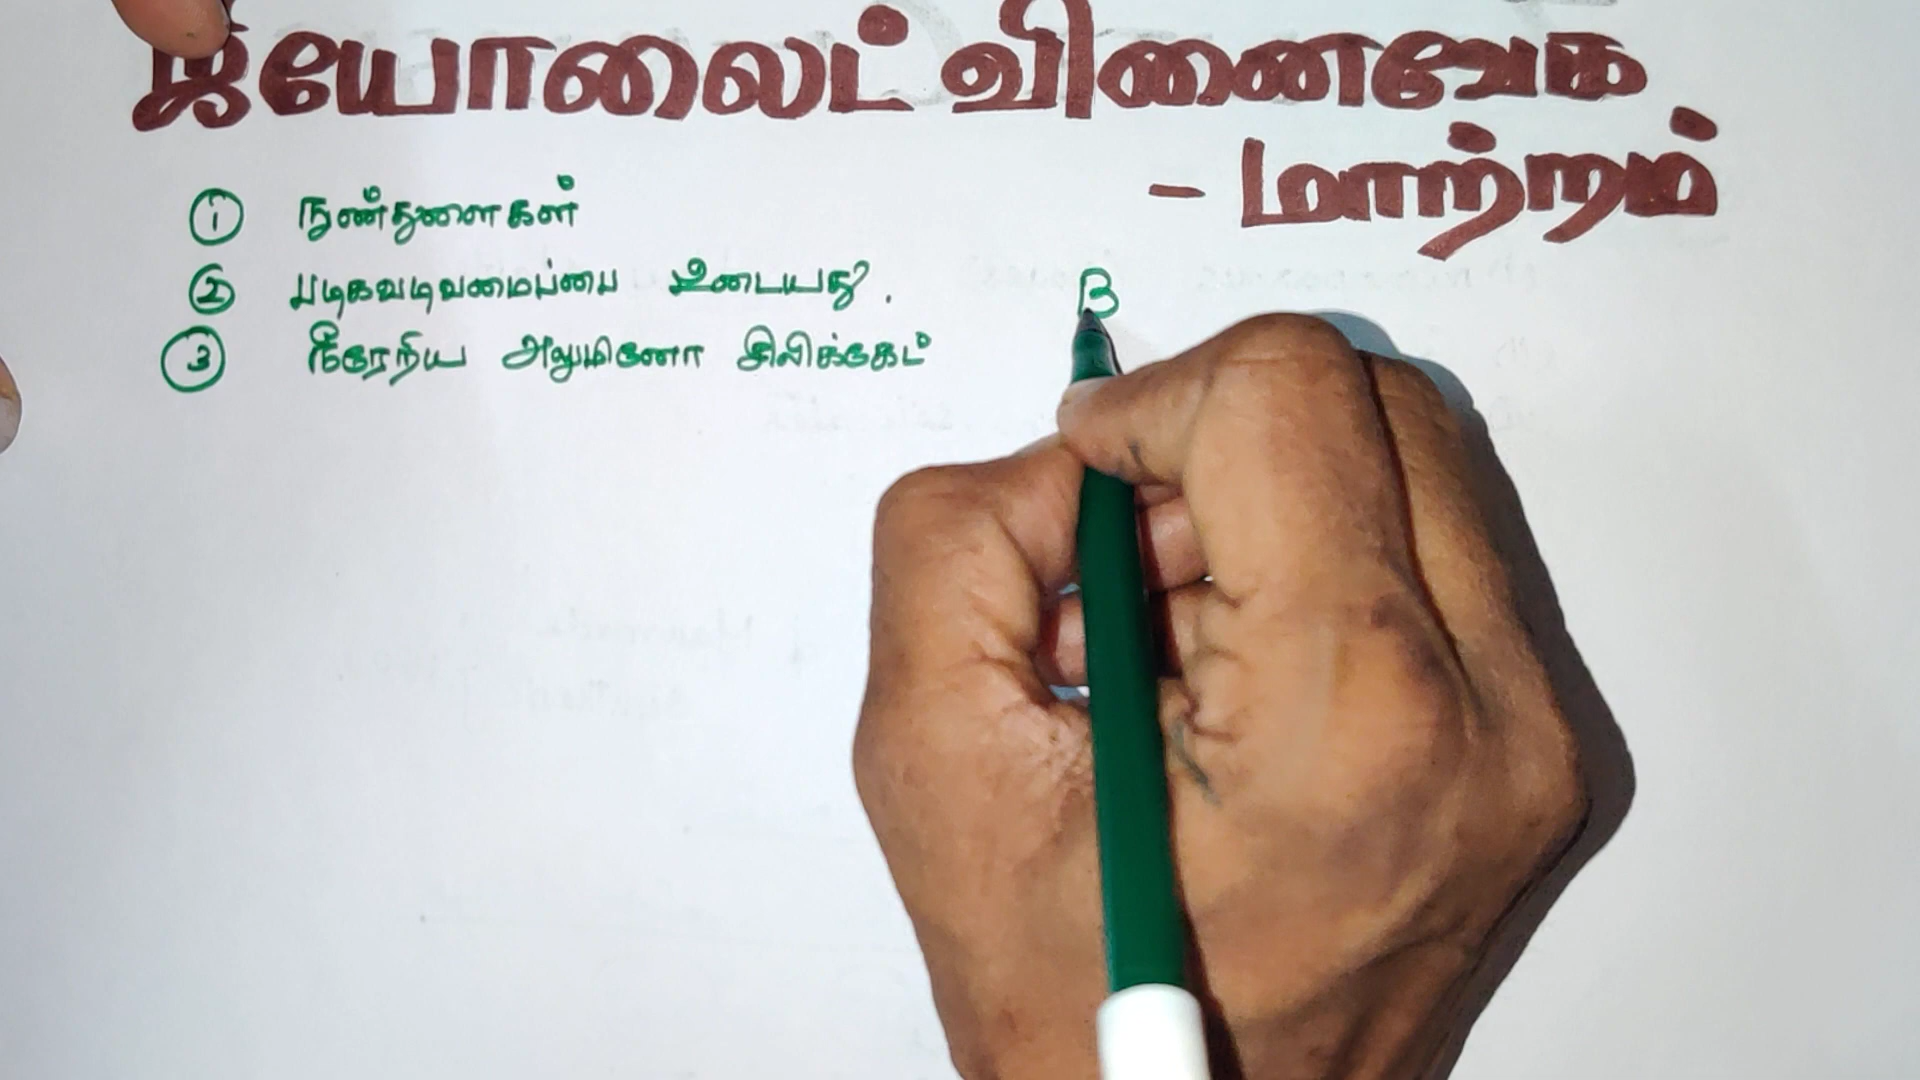 ஜீயோலைட் வினைவேக
- மாற்றம்
① நுண்துளைகள்
② படிகவடிவமைப்பை உடையது.
③ நீரேறிய அலுமினோ சிலிக்கேட்